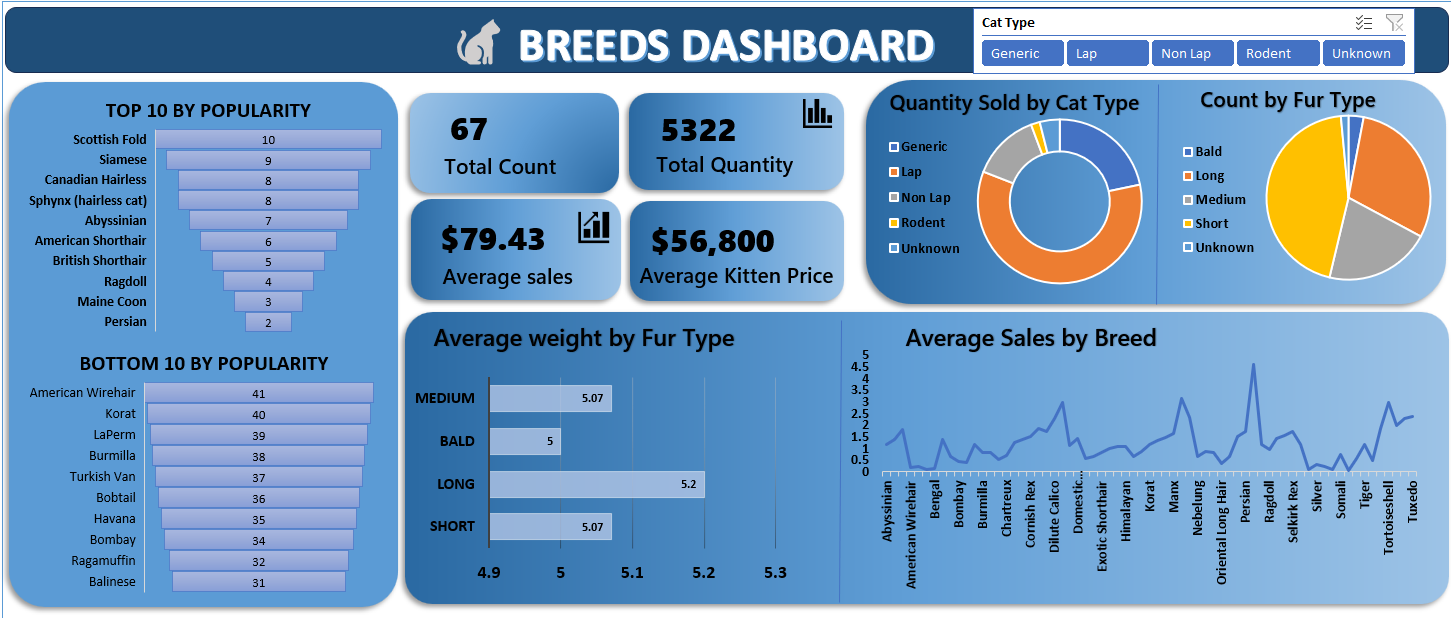 BREEDS DASHBOARD
Cat Type
Generic
Lap
Non Lap
Rodent
Unknown
TOP 10 BY POPULARITY
Scottish Fold 10
Siamese 9
Canadian Hairless 8
Sphynx (hairless cat) 8
Abyssinian 7
American Shorthair 6
British Shorthair 5
Ragdoll 4
Maine Coon 3
Persian 2
BOTTOM 10 BY POPULARITY
American Wirehair 41
Korat 40
LaPerm 39
Burmilla 38
Turkish Van 37
Bobtail 36
Havana 35
Bombay 34
Ragamuffin 32
Balinese 31
67
Total Count
5322
Total Quantity
$79.43
Average sales
$56,800
Average Kitten Price
Quantity Sold by Cat Type
Generic
Lap
Non Lap
Rodent
Unknown
Count by Fur Type
Bald
Long
Medium
Short
Unknown
Average weight by Fur Type
MEDIUM 5.07
BALD 5
LONG 5.2
SHORT 5.07
4.9 5 5.1 5.2 5.3
Average Sales by Breed
5
4.5
4
3.5
3
2.5
2
1.5
1
0.5
0
Abyssinian
American Wirehair
Bengal
Bombay
Burmilla
Chartreux
Cornish Rex
Dilute Calico
Domestic...
Exotic Shorthair
Himalayan
Korat
Manx
Nebelung
Oriental Long Hair
Persian
Ragdoll
Selkirk Rex
Silver
Somali
Tiger
Tortoiseshell
Tuxedo